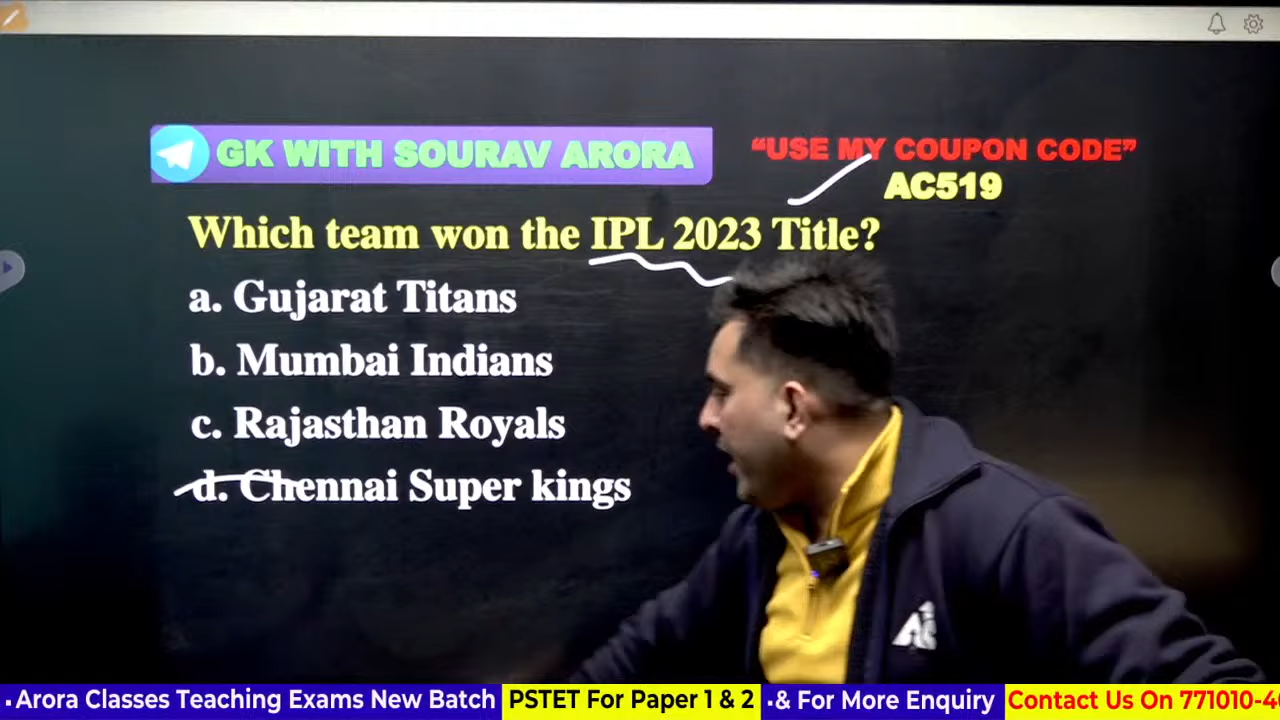 GK WITH SOURAV ARORA
“USE MY COUPON CODE”
AC519
Which team won the IPL 2023 Title?
a. Gujarat Titans
b. Mumbai Indians
c. Rajasthan Royals
d. Chennai Super kings
· Arora Classes Teaching Exams New Batch PSTET For Paper 1 & 2 · & For More Enquiry Contact Us On 771010-4